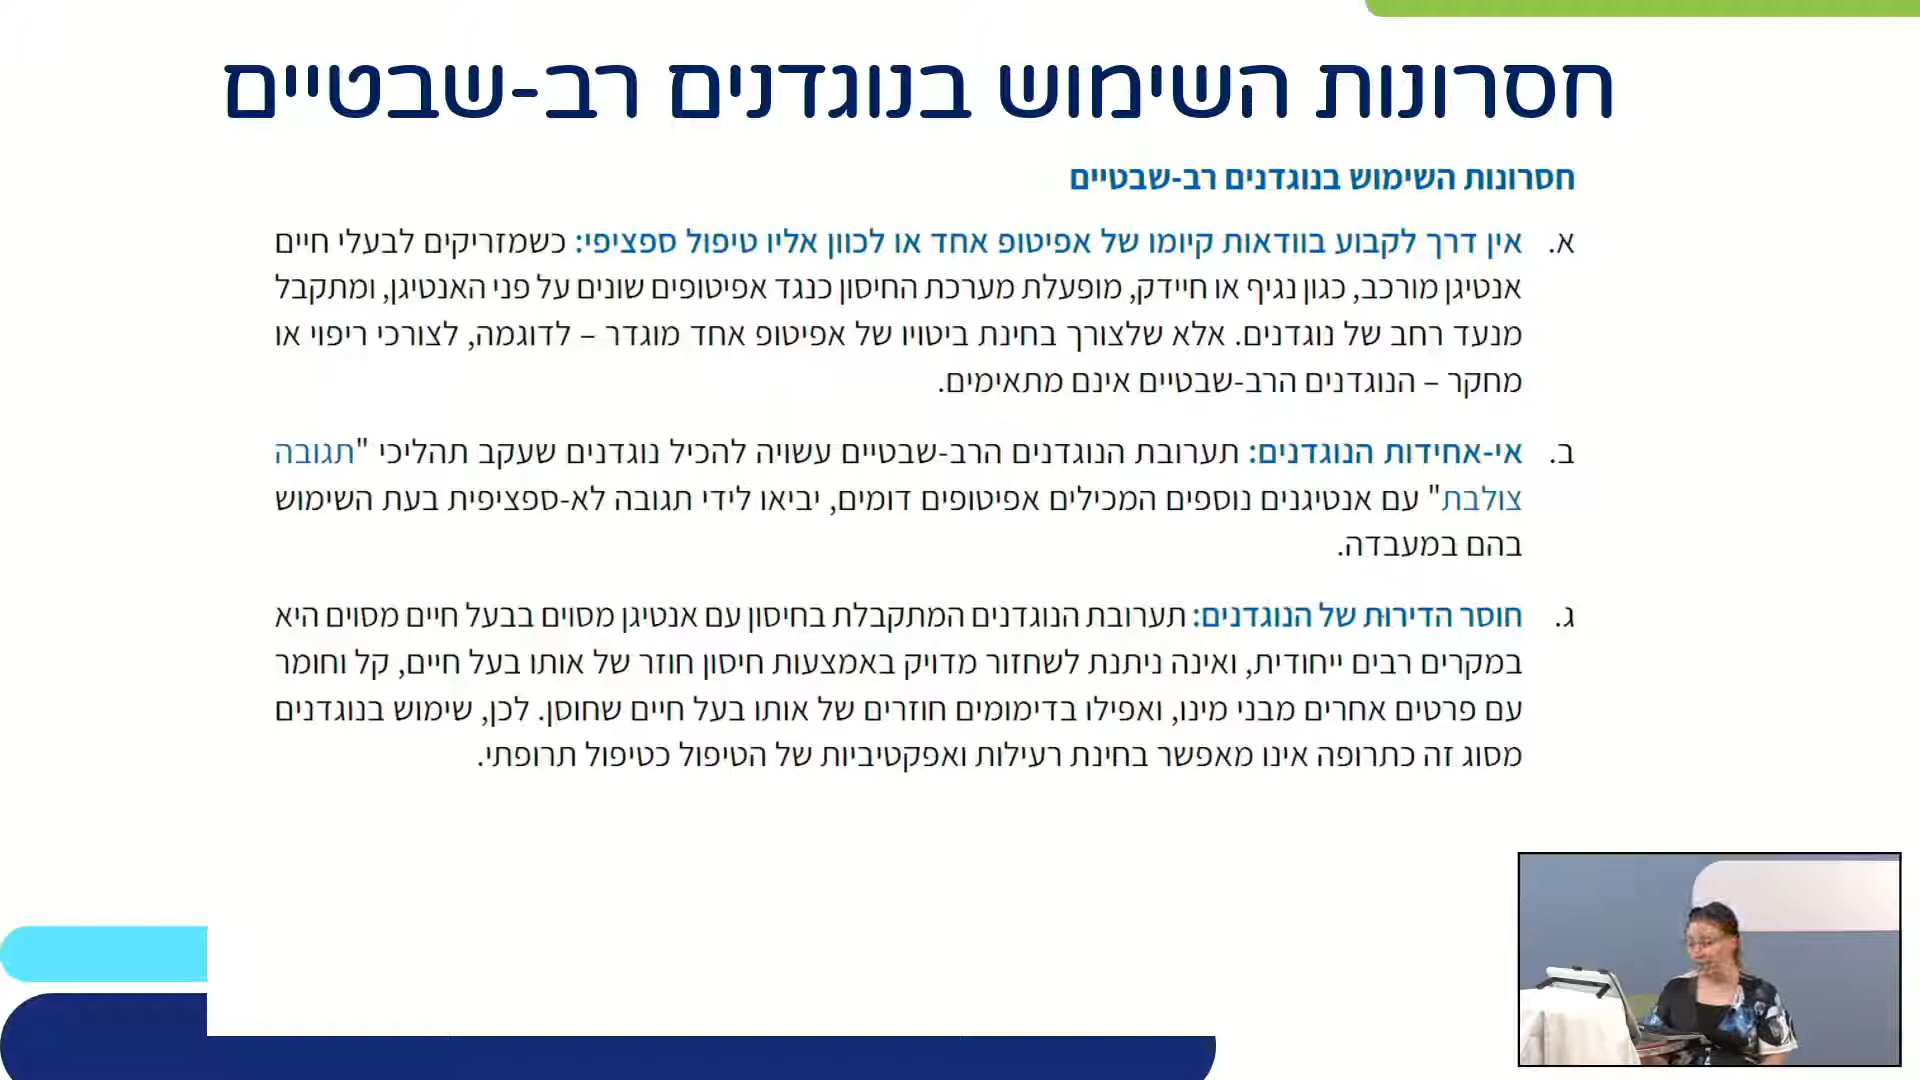 חסרונות השימוש בנוגדנים רב-שבטיים
חסרונות השימוש בנוגדנים רב-שבטיים
א. אין דרך לקבוע בוודאות קיומו של אפיטופ אחד או לכוון אליו טיפול ספציפי: כשמזריקים לבעלי חיים
אנטיגן מורכב, כגון נגיף או חיידק, מופעלת מערכת החיסון כנגד אפיטופים שונים על פני האנטיגן, ומתקבל
מנעד רחב של נוגדנים. אלא שלצורך בחינת ביטויו של אפיטופ אחד מוגדר – לדוגמה, לצורכי ריפוי או
מחקר – הנוגדנים הרב-שבטיים אינם מתאימים.
ב. אי-אחידות הנוגדנים: תערובת הנוגדנים הרב-שבטיים עשויה להכיל נוגדנים שעקב תהליכי "תגובה
צולבת" עם אנטיגנים נוספים המכילים אפיטופים דומים, יביאו לידי תגובה לא-ספציפית בעת השימוש
בהם במעבדה.
ג. חוסר הדירות של הנוגדנים: תערובת הנוגדנים המתקבלת בחיסון עם אנטיגן מסוים בבעל חיים מסוים היא
במקרים רבים ייחודית, ואינה ניתנת לשחזור מדויק באמצעות חיסון חוזר של אותו בעל חיים, קל וחומר
עם פרטים אחרים מבני מינו, ואפילו בדימומים חוזרים של אותו בעל חיים שחוסן. לכן, שימוש בנוגדנים
מסוג זה כתרופה אינו מאפשר בחינת רעילות ואפקטיביות של הטיפול כטיפול תרופתי.